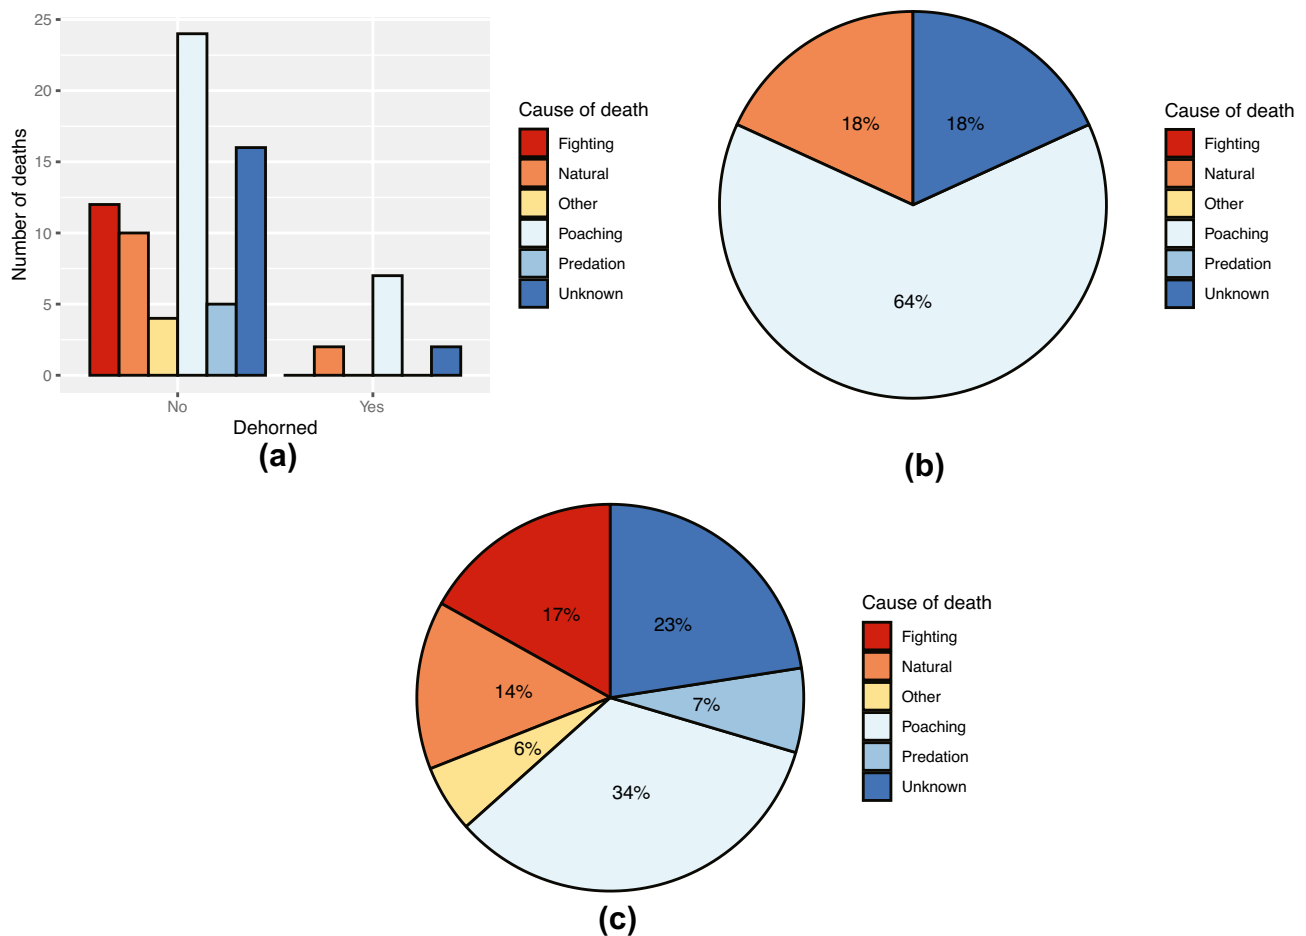 25
20
15
10
5
0
Number of deaths
No
Yes
Dehorned
(a)
Cause of death
Fighting
Natural
Other
Poaching
Predation
Unknown
18%
18%
64%
(b)
Cause of death
Fighting
Natural
Other
Poaching
Predation
Unknown
17%
23%
14%
7%
6%
34%
(c)
Cause of death
Fighting
Natural
Other
Poaching
Predation
Unknown